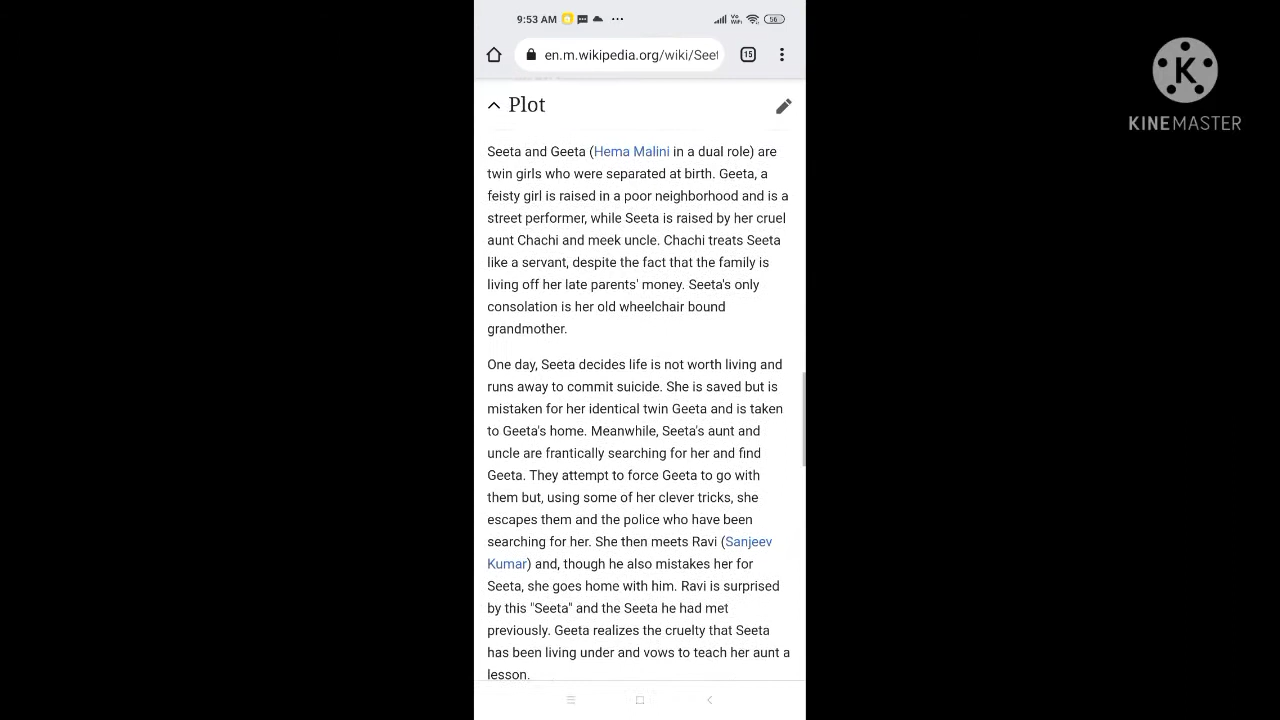 9:53 AM
Vo
WiFi
56
en.m.wikipedia.org/wiki/Seet
15
K
KINEMASTER
Plot
Seeta and Geeta (Hema Malini in a dual role) are
twin girls who were separated at birth. Geeta, a
feisty girl is raised in a poor neighborhood and is a
street performer, while Seeta is raised by her cruel
aunt Chachi and meek uncle. Chachi treats Seeta
like a servant, despite the fact that the family is
living off her late parents' money. Seeta's only
consolation is her old wheelchair bound
grandmother.
One day, Seeta decides life is not worth living and
runs away to commit suicide. She is saved but is
mistaken for her identical twin Geeta and is taken
to Geeta's home. Meanwhile, Seeta's aunt and
uncle are frantically searching for her and find
Geeta. They attempt to force Geeta to go with
them but, using some of her clever tricks, she
escapes them and the police who have been
searching for her. She then meets Ravi (Sanjeev
Kumar) and, though he also mistakes her for
Seeta, she goes home with him. Ravi is surprised
by this "Seeta" and the Seeta he had met
previously. Geeta realizes the cruelty that Seeta
has been living under and vows to teach her aunt a
lesson.